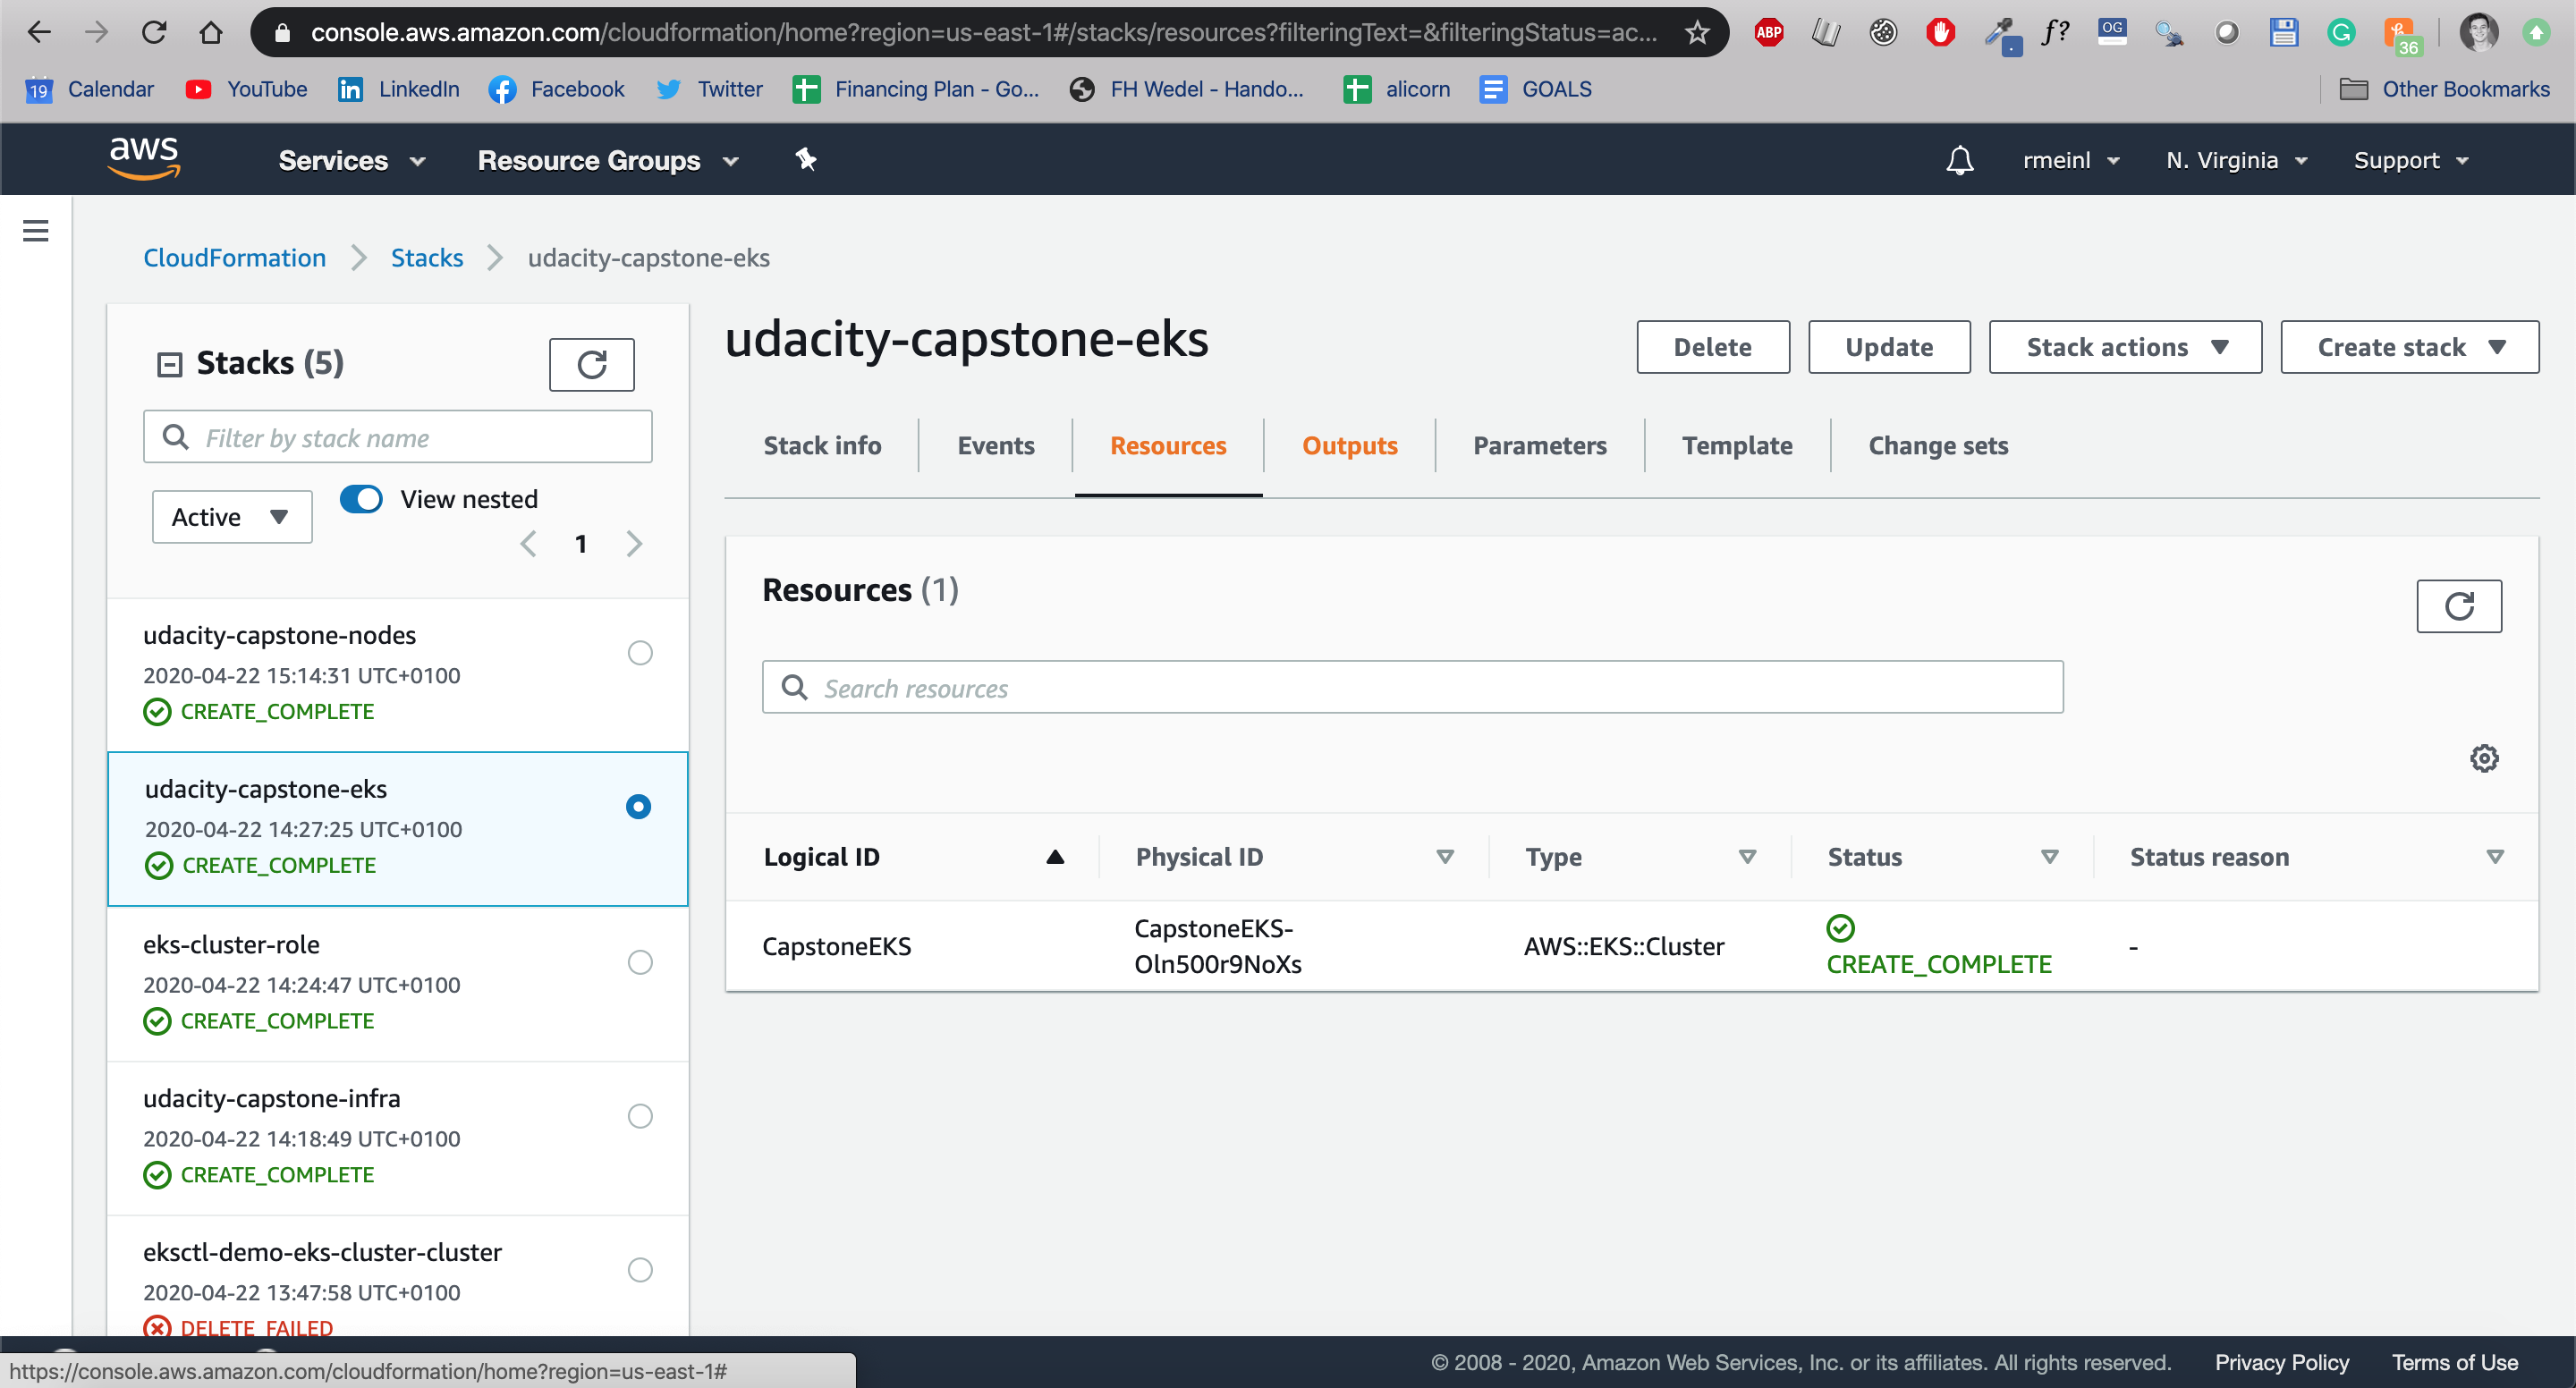 console.aws.amazon.com/cloudformation/home?region=us-east-1#/stacks/resources?filteringText=&filteringStatus=ac...
ABP
f?
OG
G
36
19 Calendar YouTube LinkedIn Facebook Twitter Financing Plan - Go... FH Wedel - Hando... alicorn GOALS Other Bookmarks
aws Services Resource Groups rmeinl N. Virginia Support
CloudFormation Stacks udacity-capstone-eks
Stacks (5)
Filter by stack name
Active
View nested
1
udacity-capstone-nodes
2020-04-22 15:14:31 UTC+0100
CREATE_COMPLETE
udacity-capstone-eks
2020-04-22 14:27:25 UTC+0100
CREATE_COMPLETE
eks-cluster-role
2020-04-22 14:24:47 UTC+0100
CREATE_COMPLETE
udacity-capstone-infra
2020-04-22 14:18:49 UTC+0100
CREATE_COMPLETE
eksctl-demo-eks-cluster-cluster
2020-04-22 13:47:58 UTC+0100
DELETE_FAILED
udacity-capstone-eks
Delete Update Stack actions Create stack
Stack info Events Resources Outputs Parameters Template Change sets
Resources (1)
Search resources
Logical ID Physical ID Type Status Status reason
CapstoneEKS
CapstoneEKS-
Oln500r9NoXs
AWS::EKS::Cluster
CREATE_COMPLETE
-
https://console.aws.amazon.com/cloudformation/home?region=us-east-1#
© 2008 - 2020, Amazon Web Services, Inc. or its affiliates. All rights reserved. Privacy Policy Terms of Use